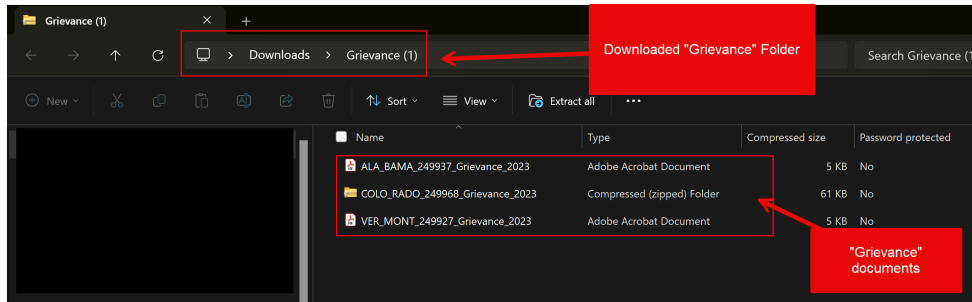 Grievance (1)
Downloads > Grievance (1)
Downloaded "Grievance" Folder
Search Grievance (1
New
Sort
View
Extract all
Name Type Compressed size Password protected
ALA_BAMA_249937_Grievance_2023 Adobe Acrobat Document 5 KB No
COLO_RADO_249968_Grievance_2023 Compressed (zipped) Folder 61 KB No
VER_MONT_249927_Grievance_2023 Adobe Acrobat Document 5 KB No
"Grievance"
documents